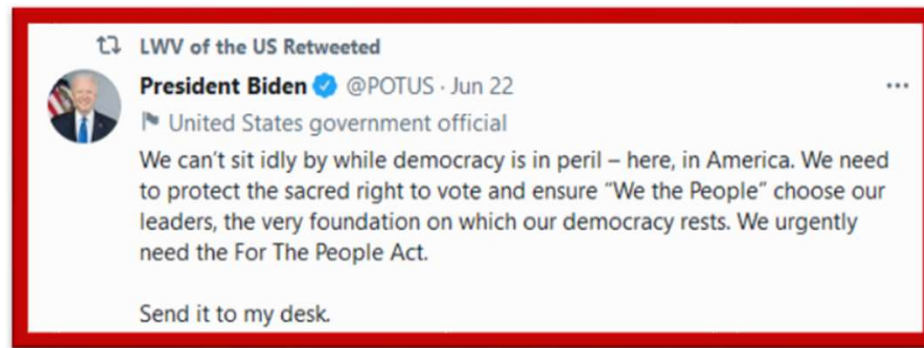 LWV of the US Retweeted
President Biden @POTUS · Jun 22
United States government official
We can't sit idly by while democracy is in peril – here, in America. We need
to protect the sacred right to vote and ensure “We the People” choose our
leaders, the very foundation on which our democracy rests. We urgently
need the For The People Act.
Send it to my desk.